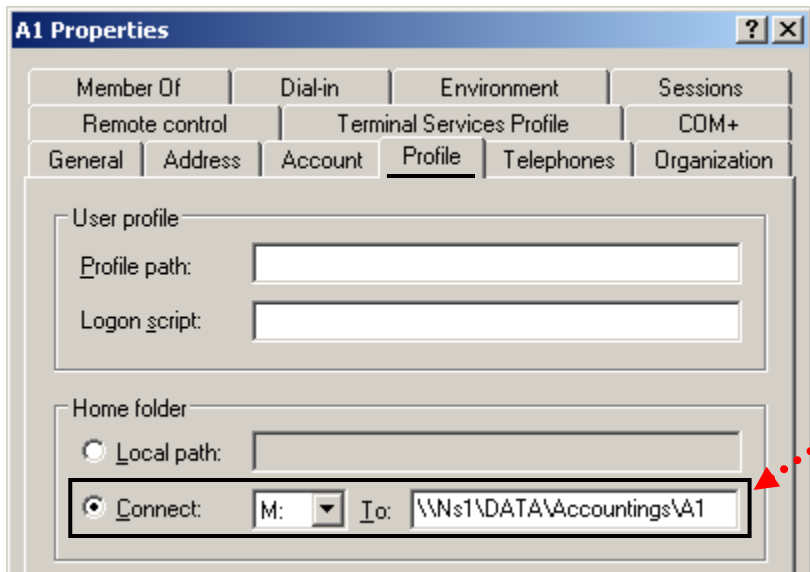 A1 Properties
Member Of Dial-in Environment Sessions
Remote control Terminal Services Profile COM+
General Address Account Profile Telephones Organization
User profile
Profile path:
Logon script:
Home folder
Local path:
Connect: M: To: \\Ns1\DATA\Accountings\A1